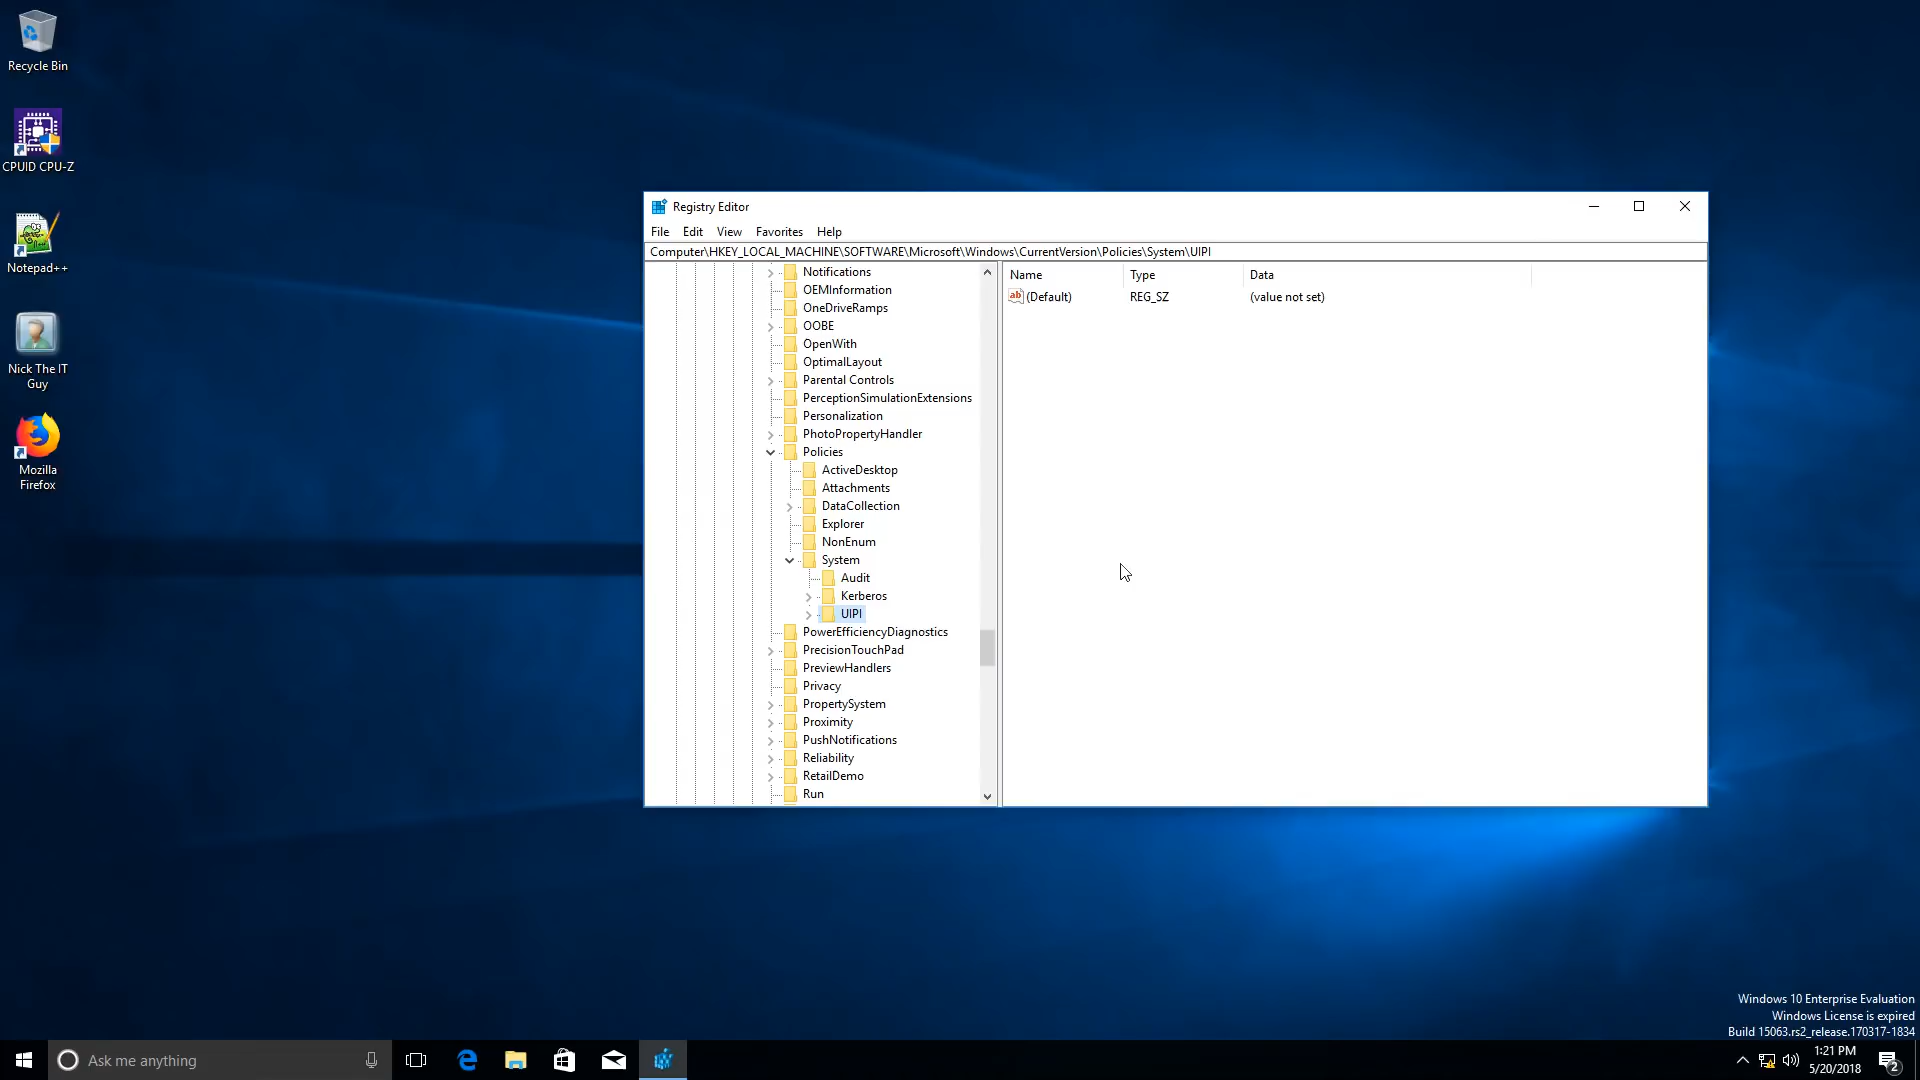 Recycle Bin
CPUID CPU-Z
Notepad++
Nick The IT
Guy
Mozilla
Firefox
Registry Editor
File Edit View Favorites Help
Computer\HKEY_LOCAL_MACHINE\SOFTWARE\Microsoft\Windows\CurrentVersion\Policies\System\UIPI
Notifications
OEMInformation
OneDriveRamps
OOBE
OpenWith
OptimalLayout
Parental Controls
PerceptionSimulationExtensions
Personalization
PhotoPropertyHandler
Policies
ActiveDesktop
Attachments
DataCollection
Explorer
NonEnum
System
Audit
Kerberos
UIPI
PowerEfficiencyDiagnostics
PrecisionTouchPad
PreviewHandlers
Privacy
PropertySystem
Proximity
PushNotifications
Reliability
RetailDemo
Run
Name Type Data
ab (Default) REG_SZ (value not set)
Windows 10 Enterprise Evaluation
Windows License is expired
Build 15063.rs2_release.170317-1834
Ask me anything
1:21 PM
5/20/2018
2